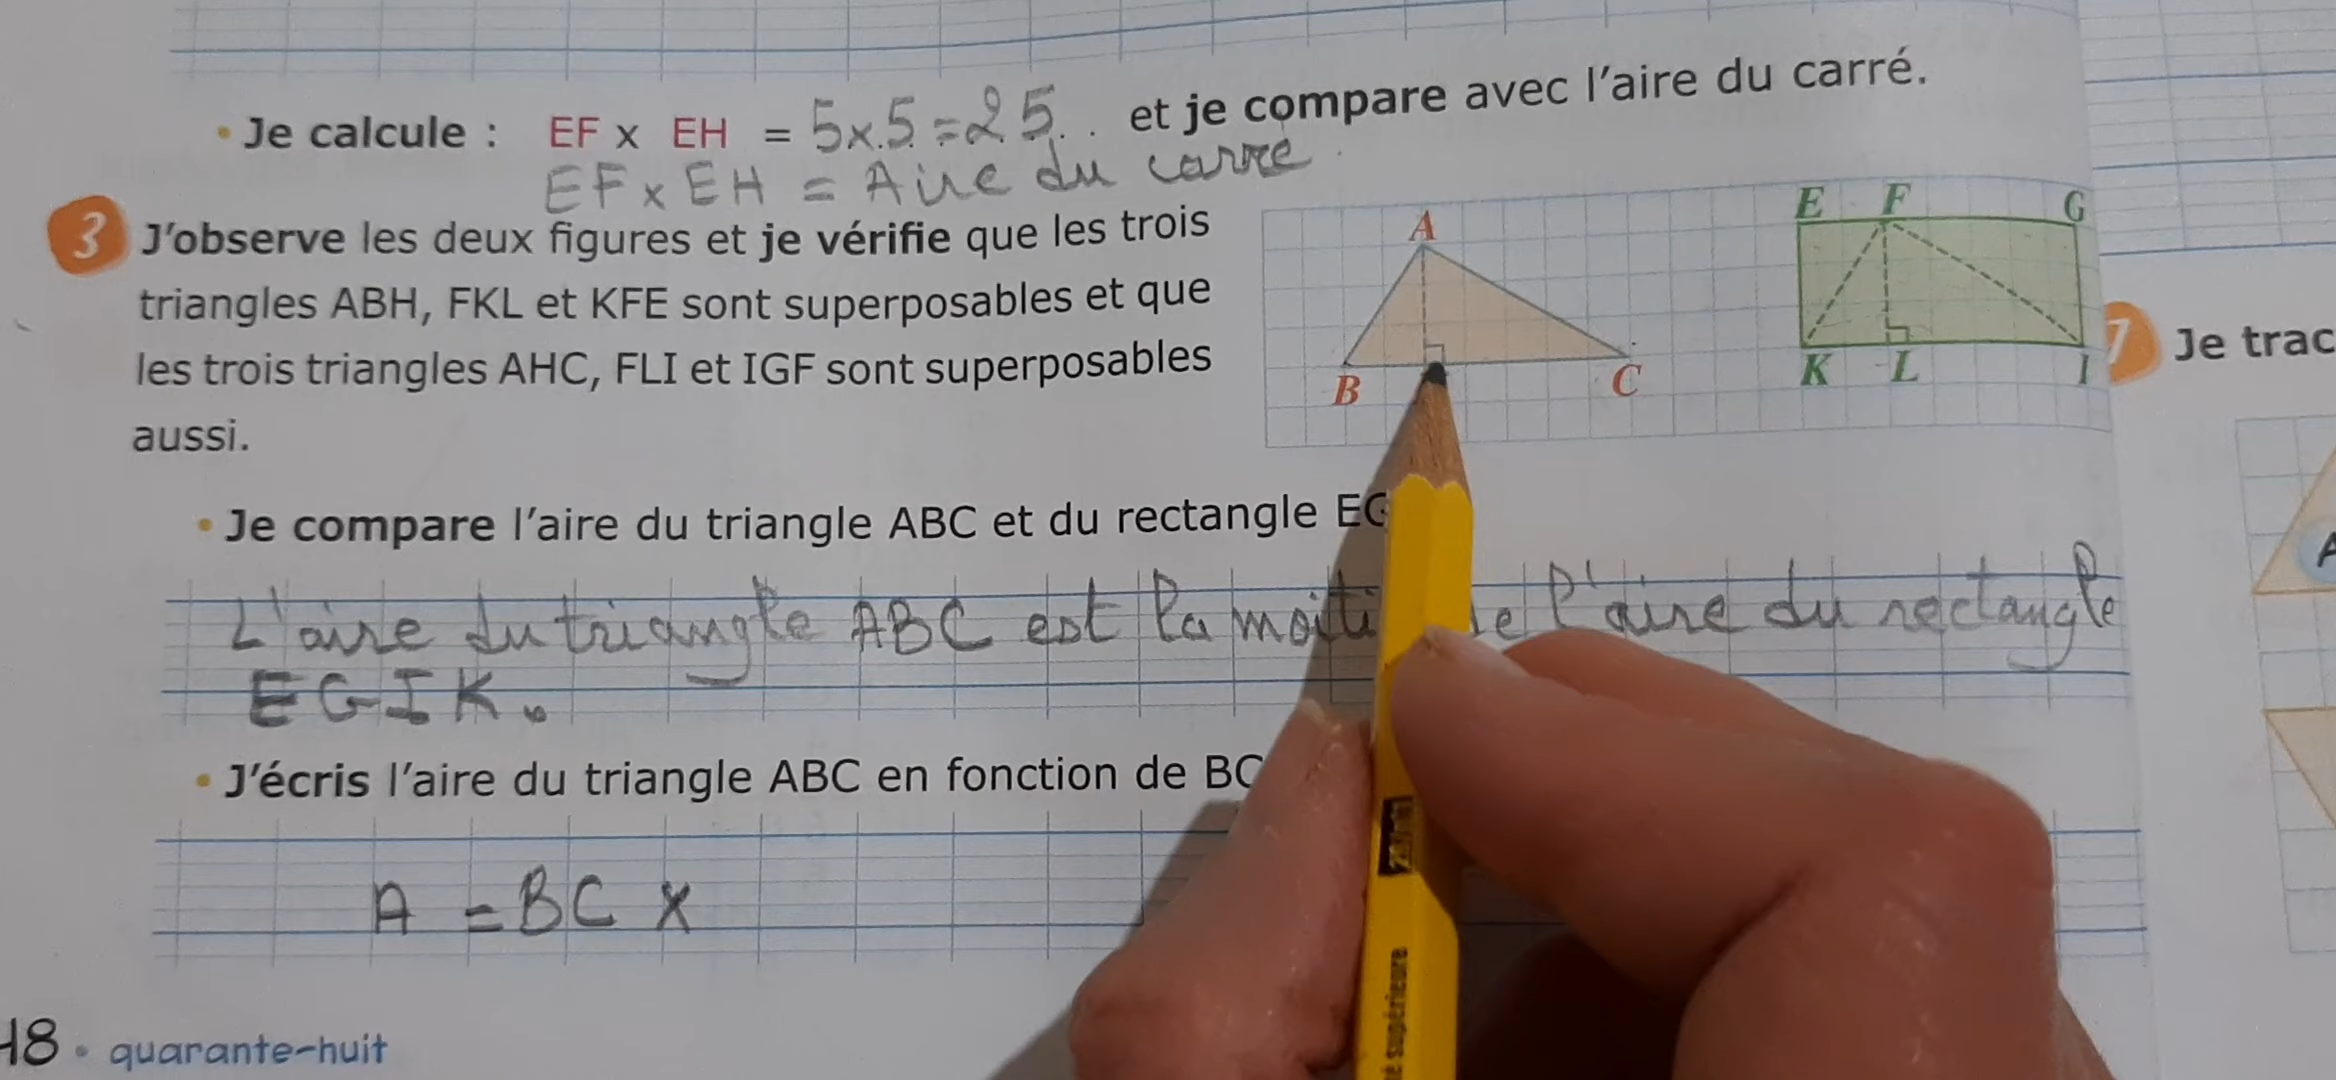 • Je calcule : EF x EH = 5x.5.=25. . et je compare avec l'aire du carré.
EF x EH = Aire du carré
3 J'observe les deux figures et je vérifie que les trois
triangles ABH, FKL et KFE sont superposables et que
les trois triangles AHC, FLI et IGF sont superposables
aussi.
A
B
C
E F G
K L I
• Je compare l'aire du triangle ABC et du rectangle
L'aire du triangle ABC est la l'aire du rectangle
EGIK.
• J'écris l'aire du triangle ABC en fonction de BC
A = BC x
48 • quarante-huit
1 Je trac
A
supérieure